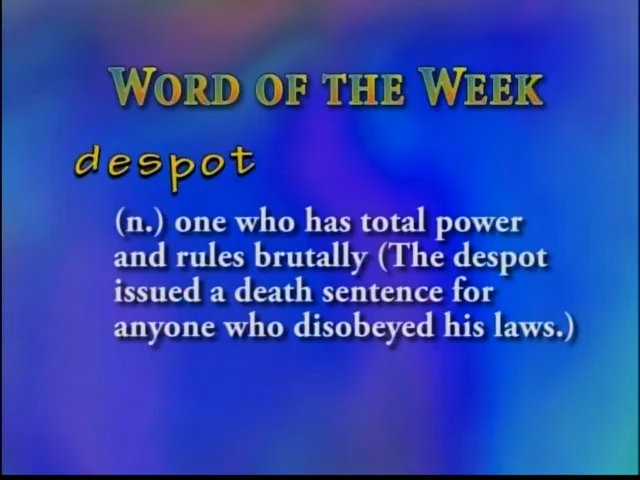 WORD OF THE WEEK
despot
(n.) one who has total power
and rules brutally (The despot
issued a death sentence for
anyone who disobeyed his laws.)